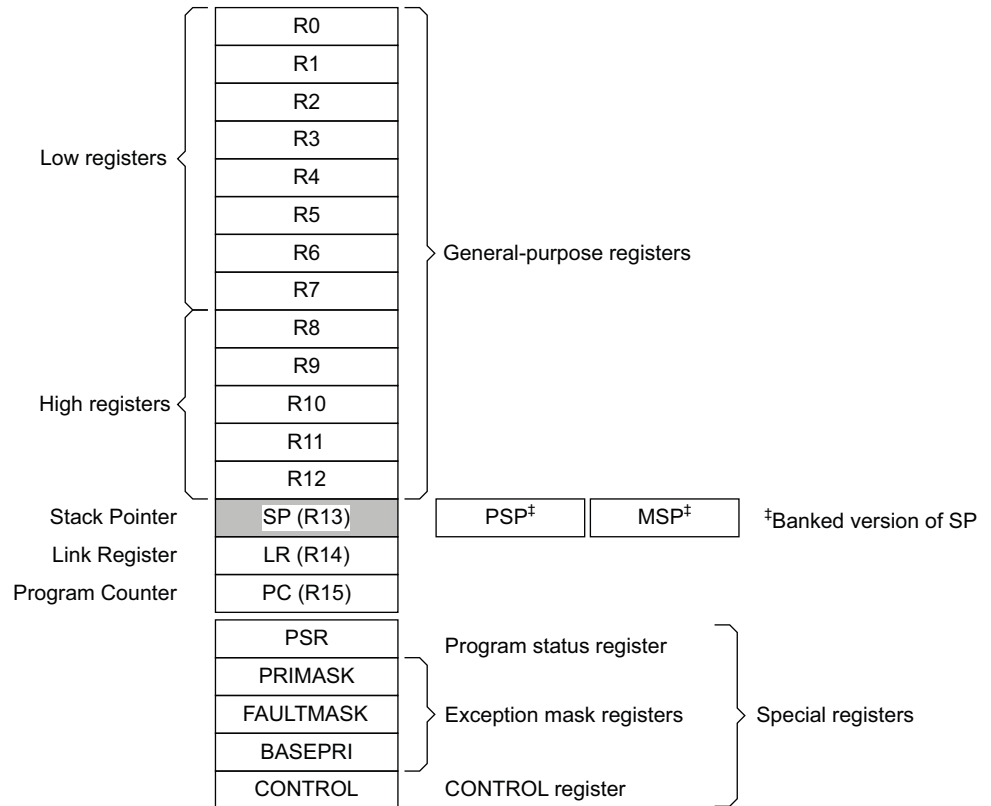 R0
R1
R2
R3
Low registers
R4
R5
R6
General-purpose registers
R7
R8
R9
High registers
R10
R11
R12
Stack Pointer SP (R13) PSP‡ MSP‡ ‡Banked version of SP
Link Register LR (R14)
Program Counter PC (R15)
PSR Program status register
PRIMASK
FAULTMASK Exception mask registers Special registers
BASEPRI
CONTROL CONTROL register